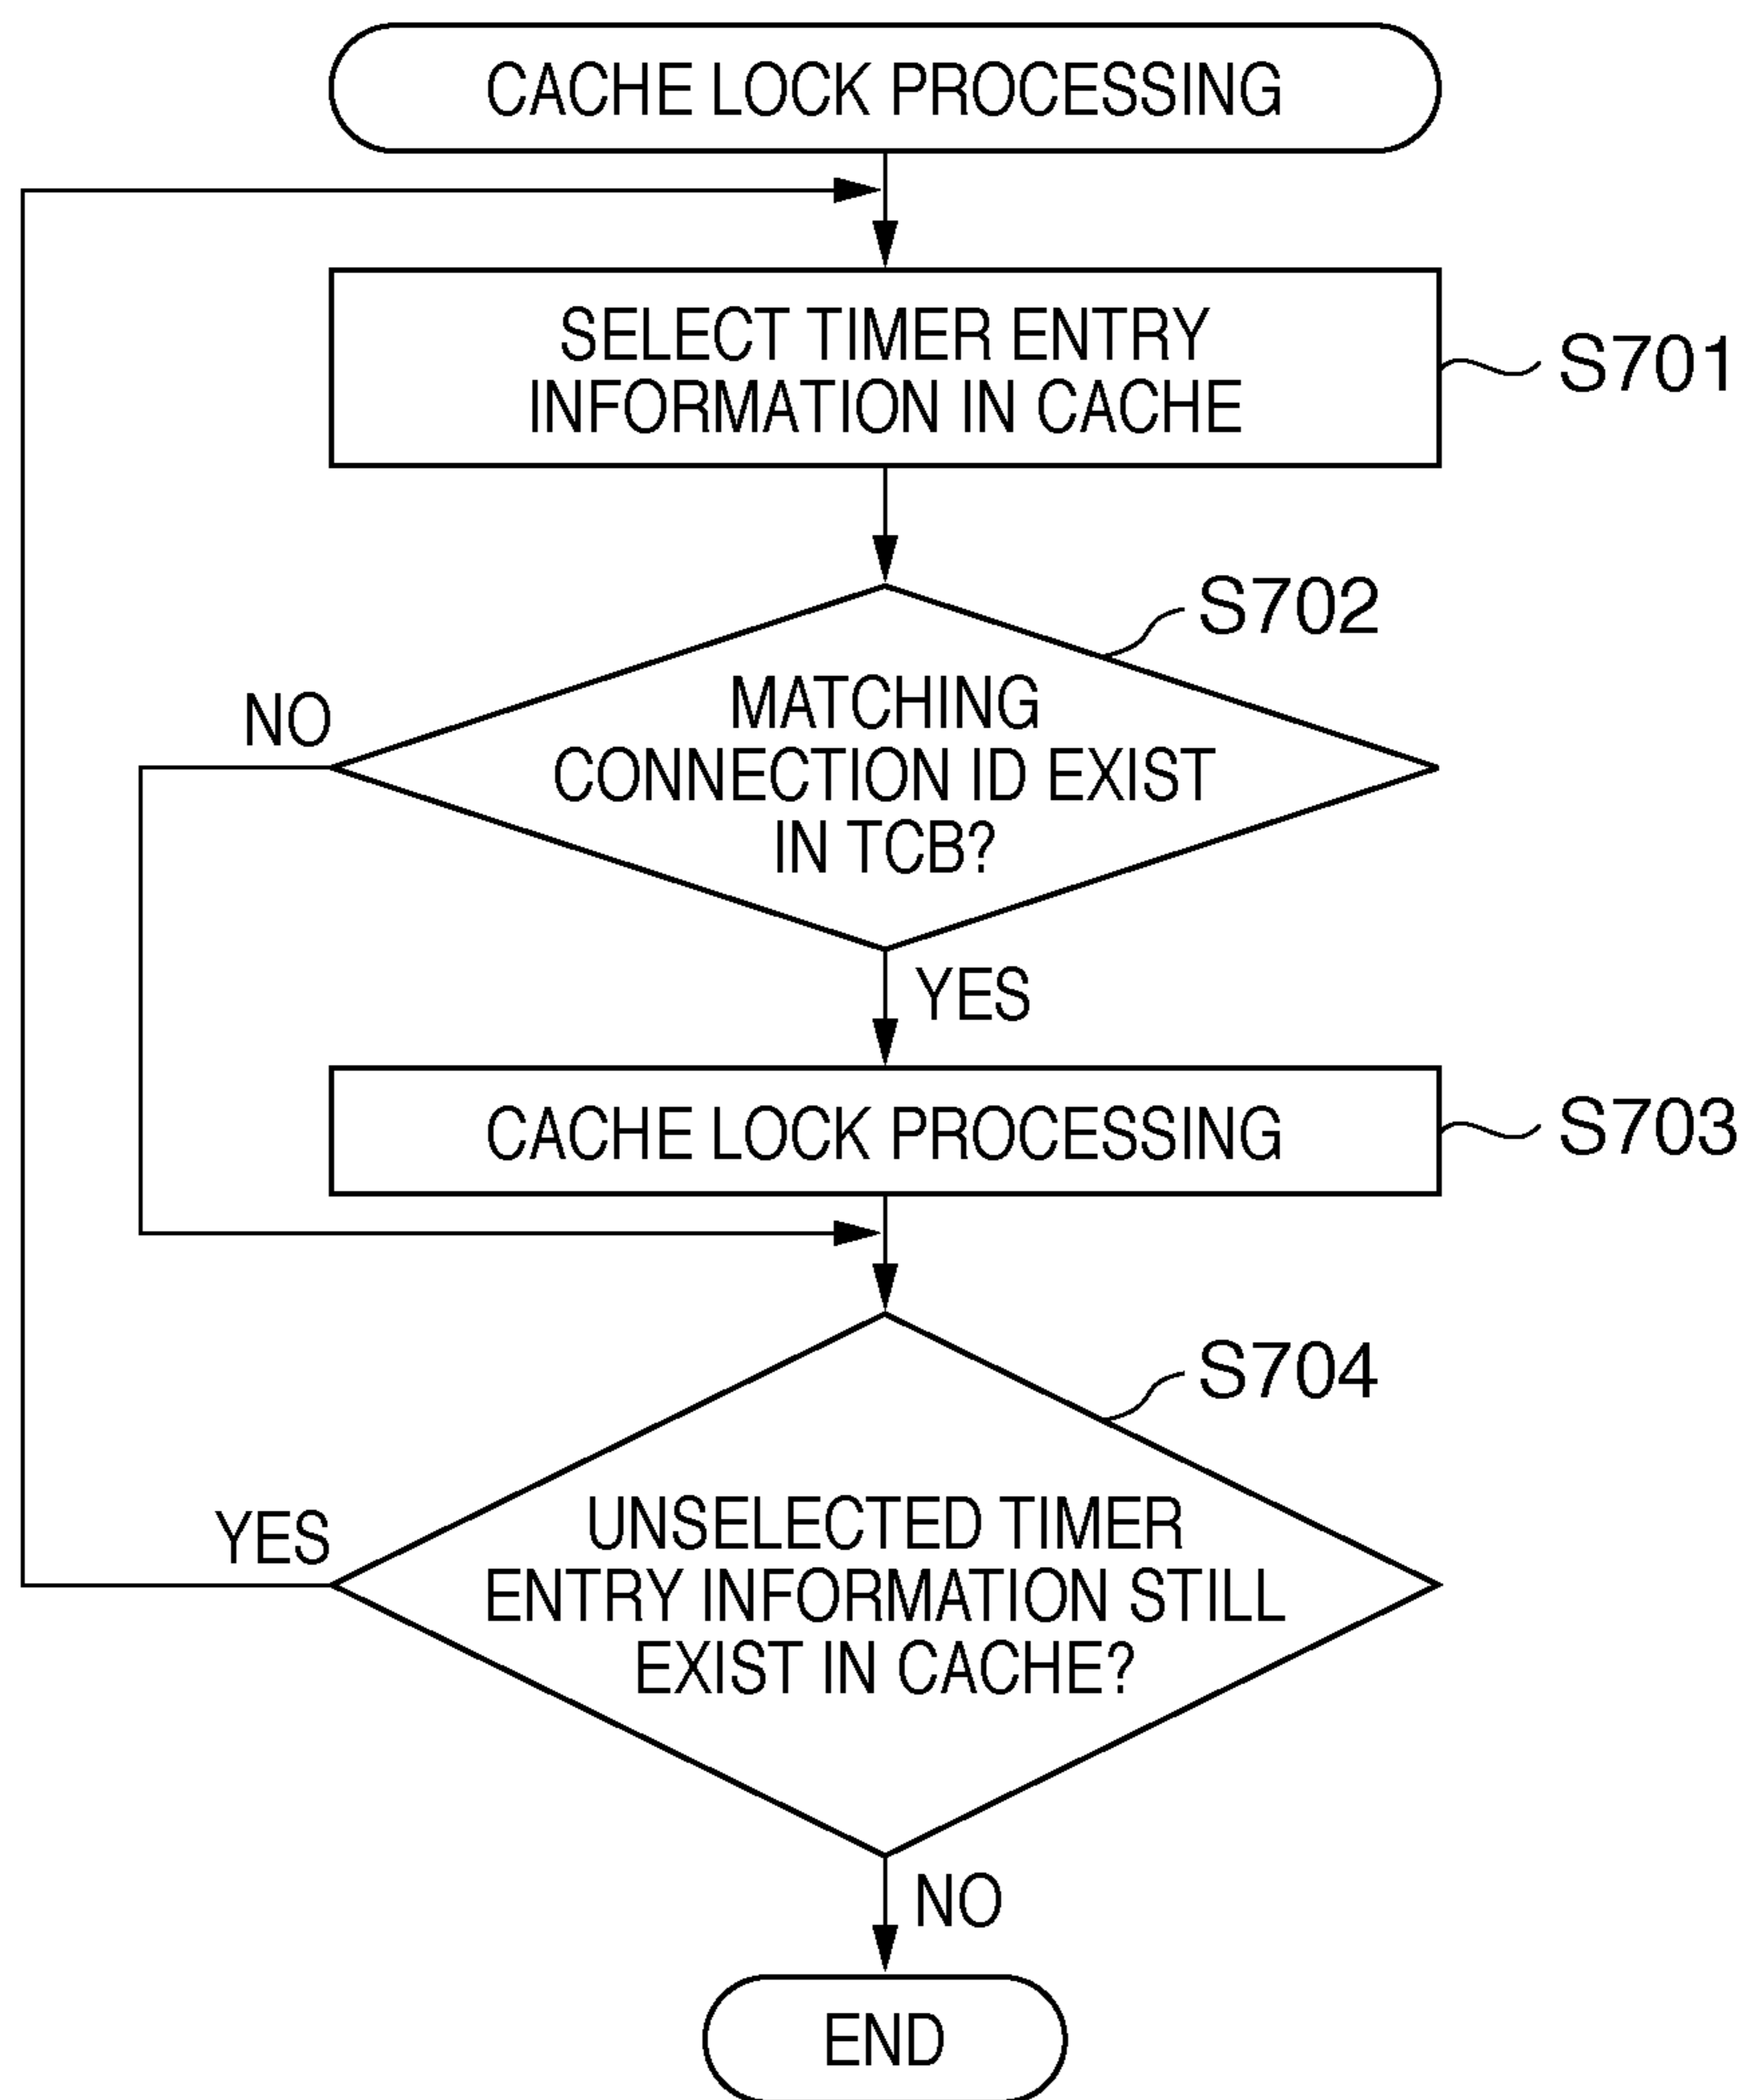 CACHE LOCK PROCESSING
SELECT TIMER ENTRY
INFORMATION IN CACHE
S701
S702
MATCHING
CONNECTION ID EXIST
IN TCB?
NO
YES
CACHE LOCK PROCESSING
S703
S704
UNSELECTED TIMER
ENTRY INFORMATION STILL
EXIST IN CACHE?
YES
NO
END